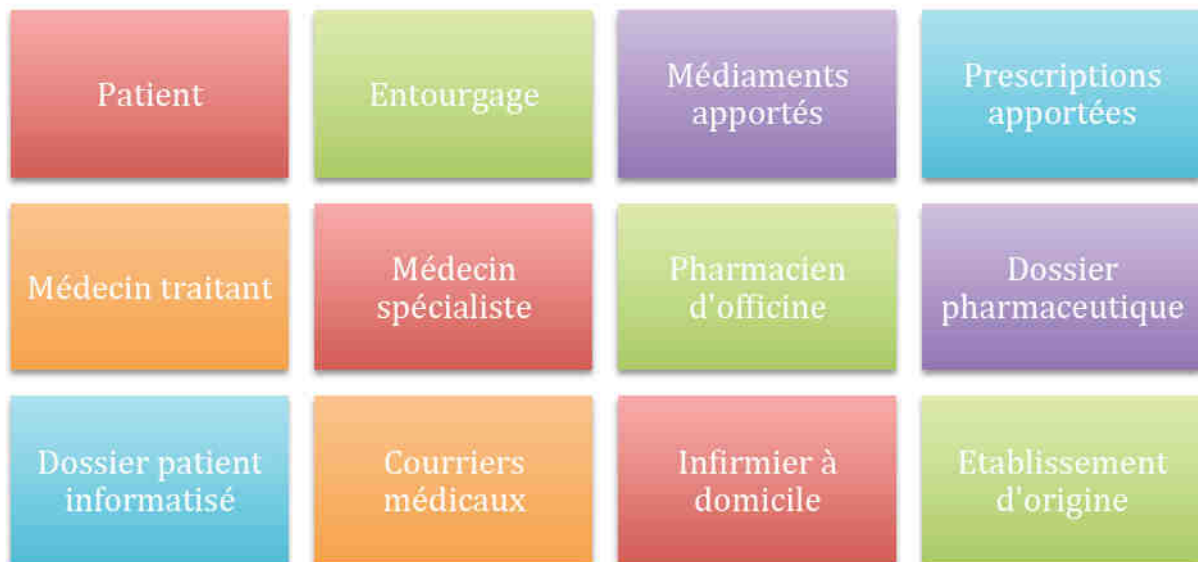 Patient
Entourgage
Médiaments
apportés
Prescriptions
apportées
Médecin traitant
Médecin
spécialiste
Pharmacien
d'officine
Dossier
pharmaceutique
Dossier patient
informatisé
Courriers
médicaux
Infirmier à
domicile
Etablissement
d'origine